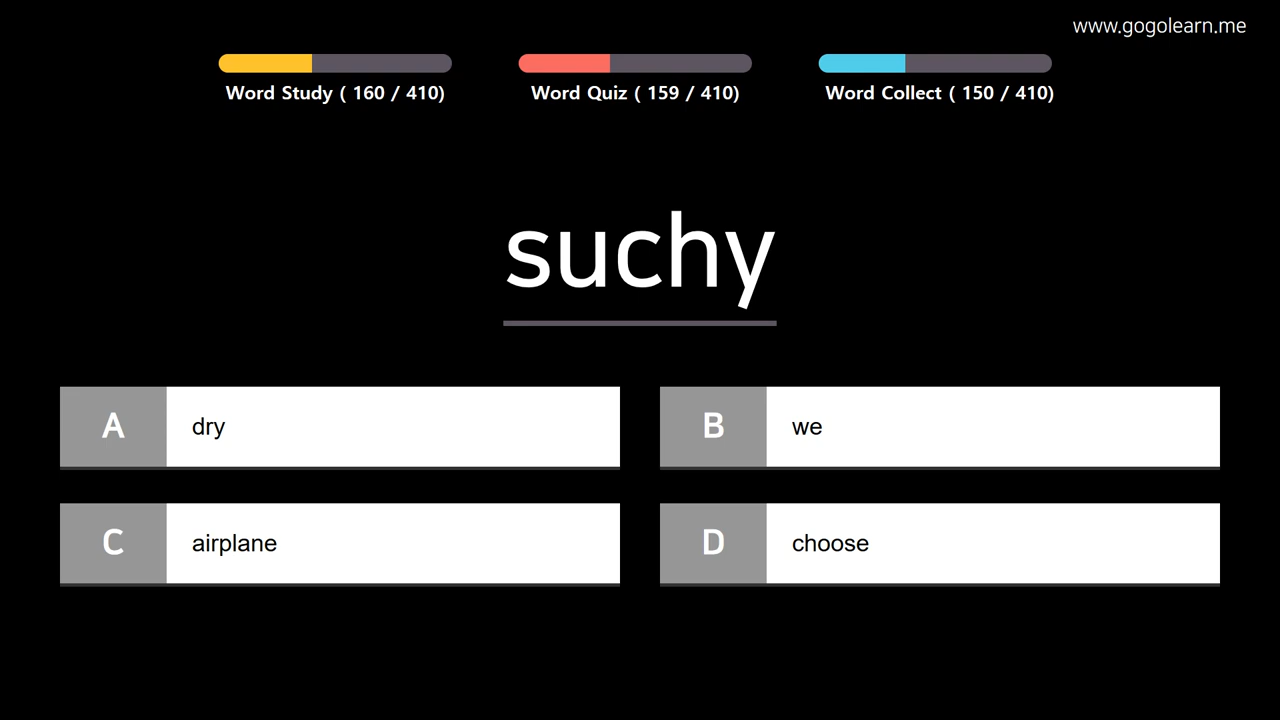 www.gogolearn.me
Word Study ( 160 / 410)
Word Quiz ( 159 / 410)
Word Collect ( 150 / 410)
suchy
A dry
B we
C airplane
D choose